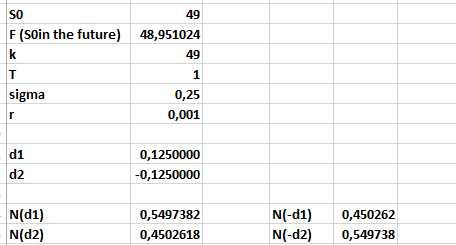 S0 49
F (S0in the future) 48,951024
k 49
T 1
sigma 0,25
r 0,001
d1 0,1250000
d2 -0,1250000
N(d1) 0,5497382 N(-d1) 0,450262
N(d2) 0,4502618 N(-d2) 0,549738